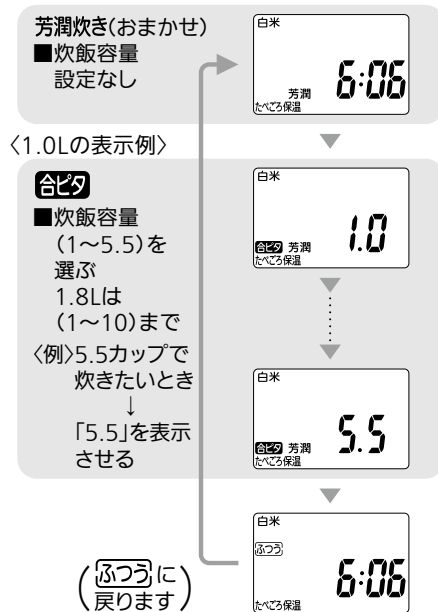 芳潤炊き(おまかせ)
■炊飯容量
設定なし
白米
6:06
芳潤
たべごろ保温
〈1.0Lの表示例〉
合ピタ
■炊飯容量
(1〜5.5)を
選ぶ
1.8Lは
(1〜10)まで
〈例〉5.5カップで
炊きたいとき
↓
「5.5」を表示
させる
白米
1.0
合ピタ 芳潤
たべごろ保温
白米
5.5
合ピタ 芳潤
たべごろ保温
(ふつうに
戻ります)
白米
ふつう
6:06
たべごろ保温